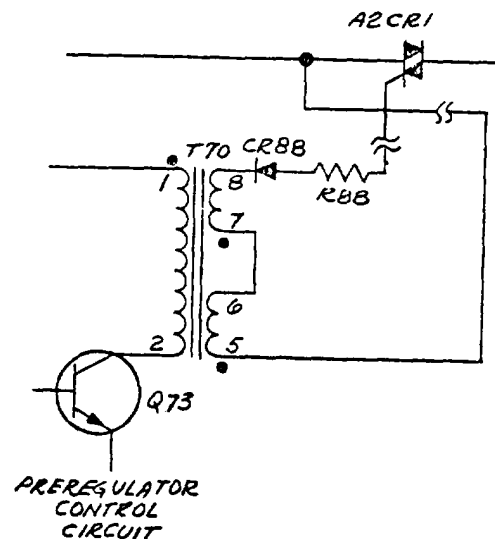 A2CR1
T70
CR88
1
8
R88
7
6
2
5
Q73
PREREGULATOR
CONTROL
CIRCUIT